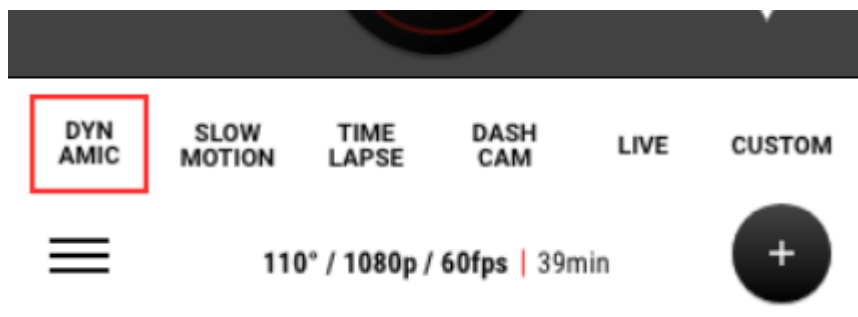 DYN
AMIC
SLOW
MOTION
TIME
LAPSE
DASH
CAM
LIVE
CUSTOM
110° / 1080p / 60fps | 39min
+